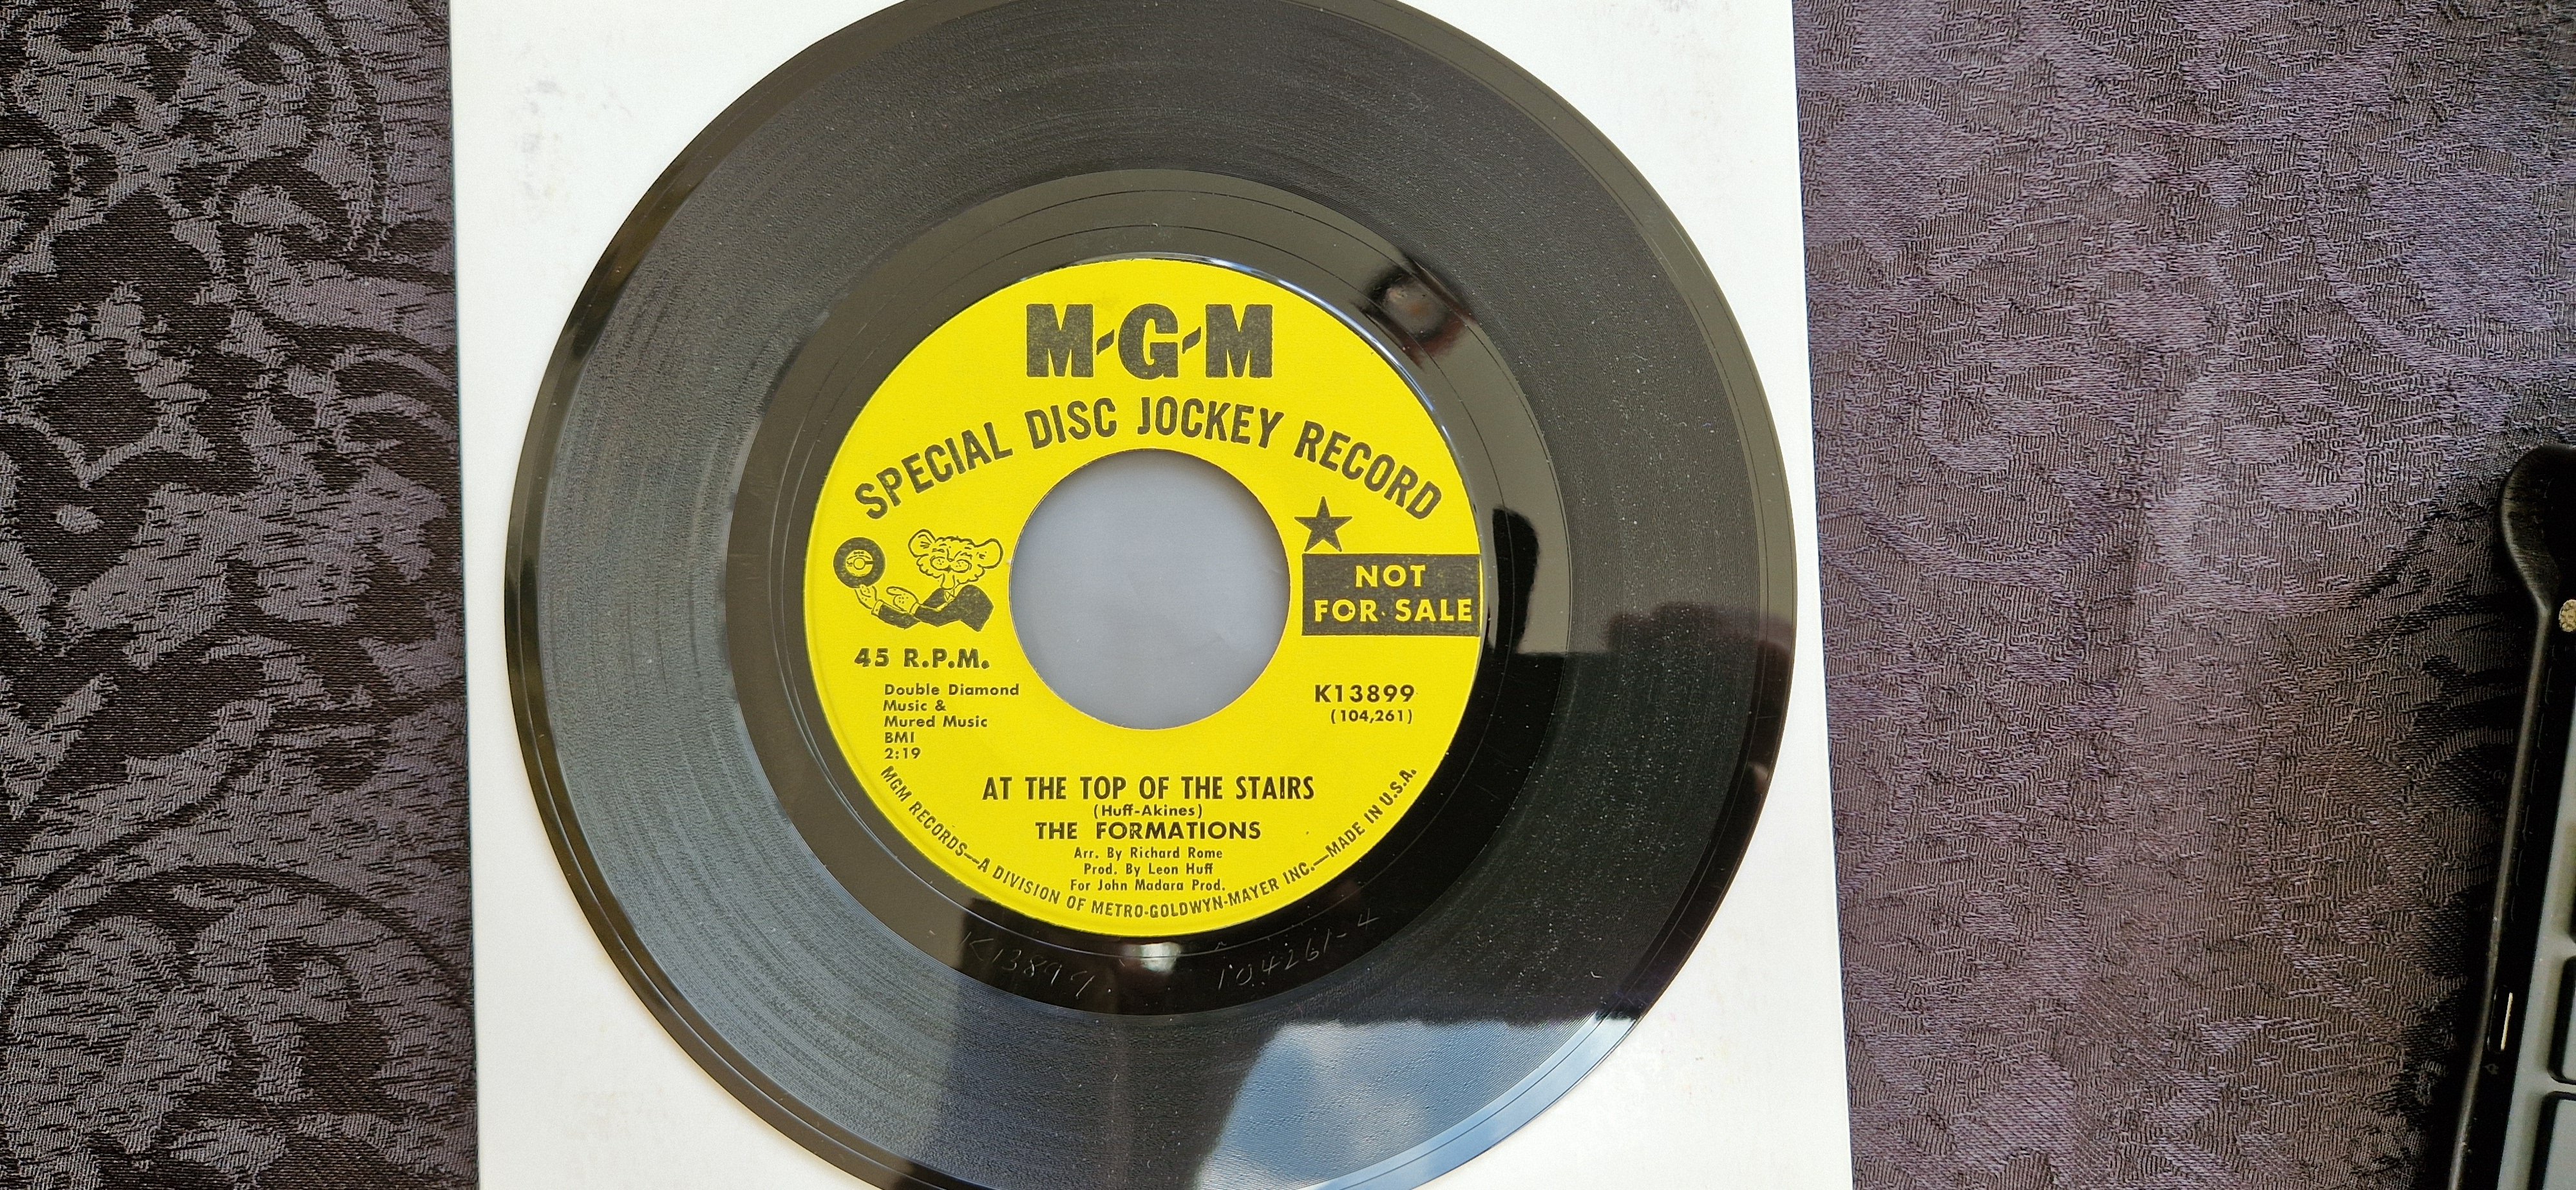 M-G-M
SPECIAL DISC JOCKEY RECORD
NOT
FOR SALE
45 R.P.M.
Double Diamond
Music &
Mured Music
BMI
2:19
K13899
(104,261)
AT THE TOP OF THE STAIRS
(Huff-Akines)
THE FORMATIONS
Arr. By Richard Rome
Prod. By Leon Huff
For John Madara Prod.
MGM RECORDS—A DIVISION OF METRO-GOLDWYN-MAYER INC.—MADE IN U.S.A.
K13899 104261-4